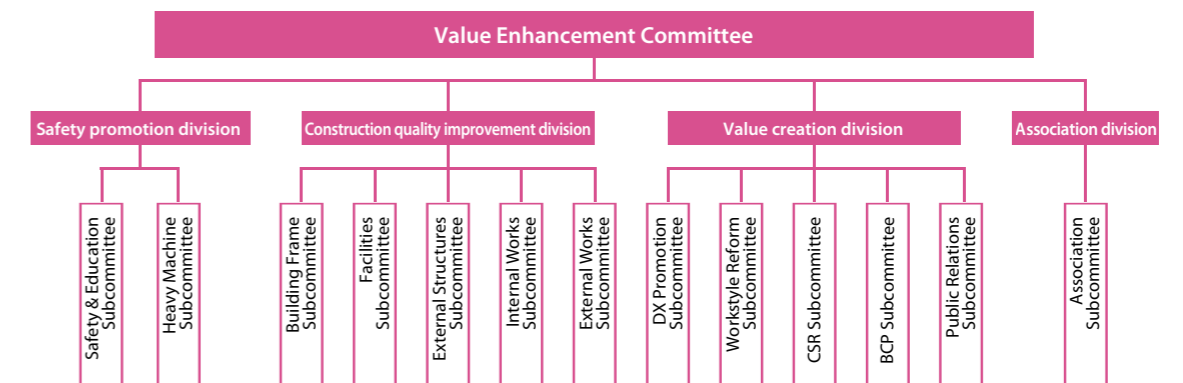 Value Enhancement Committee
Safety promotion division
Construction quality improvement division
Value creation division
Association division
Safety & Education
Subcommittee
Heavy Machine
Subcommittee
Building Frame
Subcommittee
Facilities
Subcommittee
External Structures
Subcommittee
Internal Works
Subcommittee
External Works
Subcommittee
DX Promotion
Subcommittee
Workstyle Reform
Subcommittee
CSR Subcommittee
BCP Subcommittee
Public Relations
Subcommittee
Association
Subcommittee